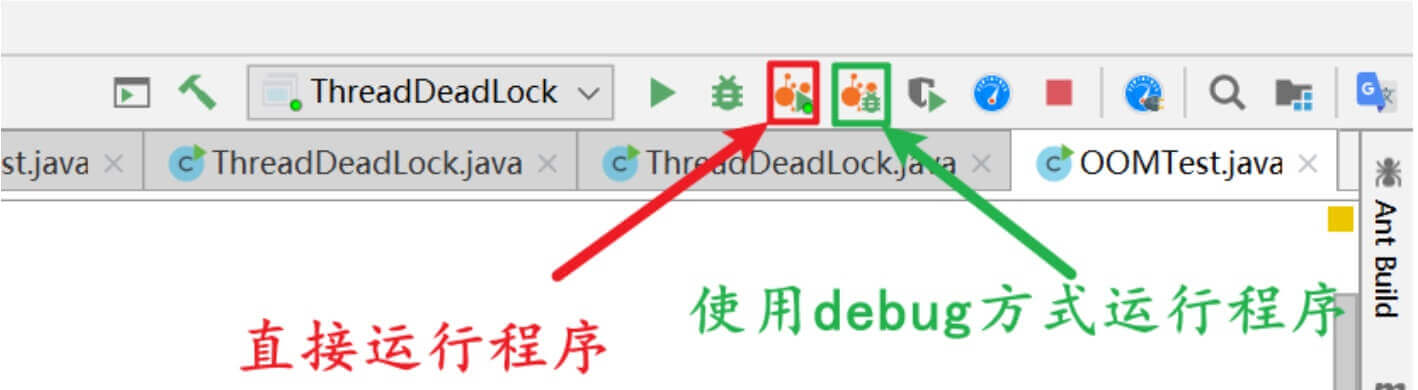 ThreadDeadLock
st.java
ThreadDeadLock.java
ThreadDeadLock.java
OOMTest.java
G 文
Ant Build
使用debug方式运行程序
直接运行程序
m